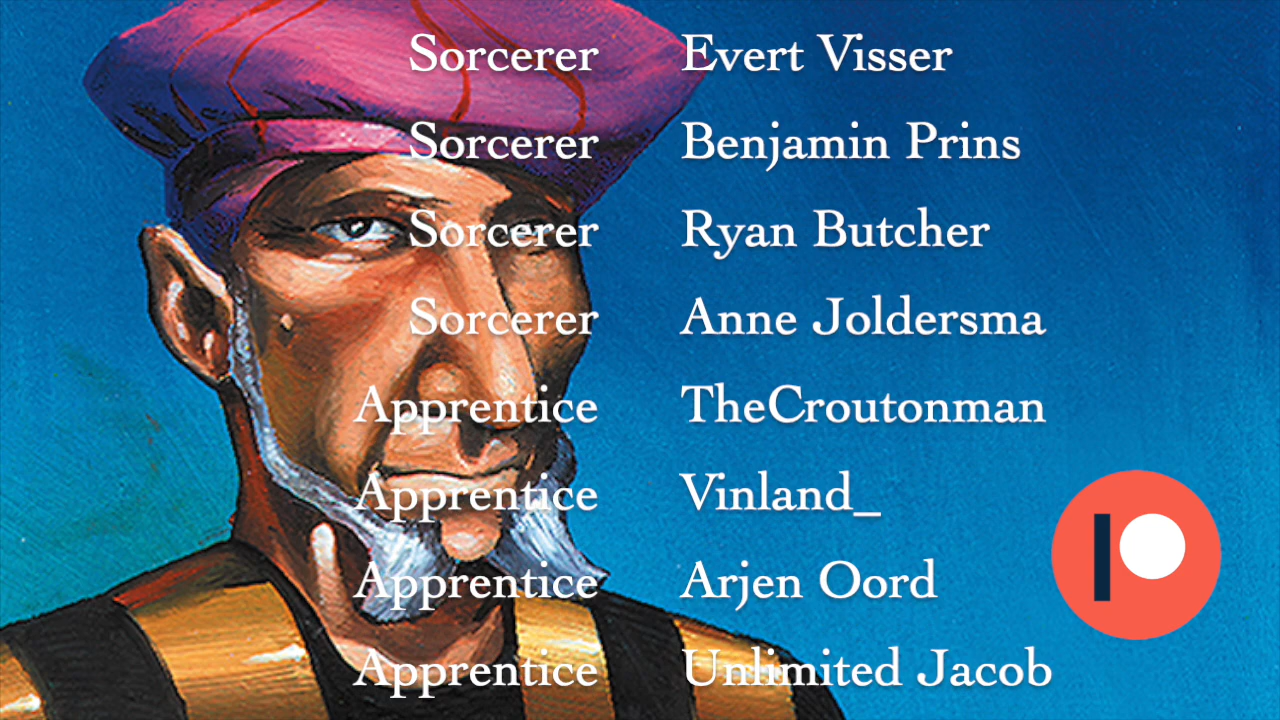 Sorcerer Evert Visser
Sorcerer Benjamin Prins
Sorcerer Ryan Butcher
Sorcerer Anne Joldersma
Apprentice TheCroutonman
Apprentice Vinland_
Apprentice Arjen Oord
Apprentice Unlimited Jacob